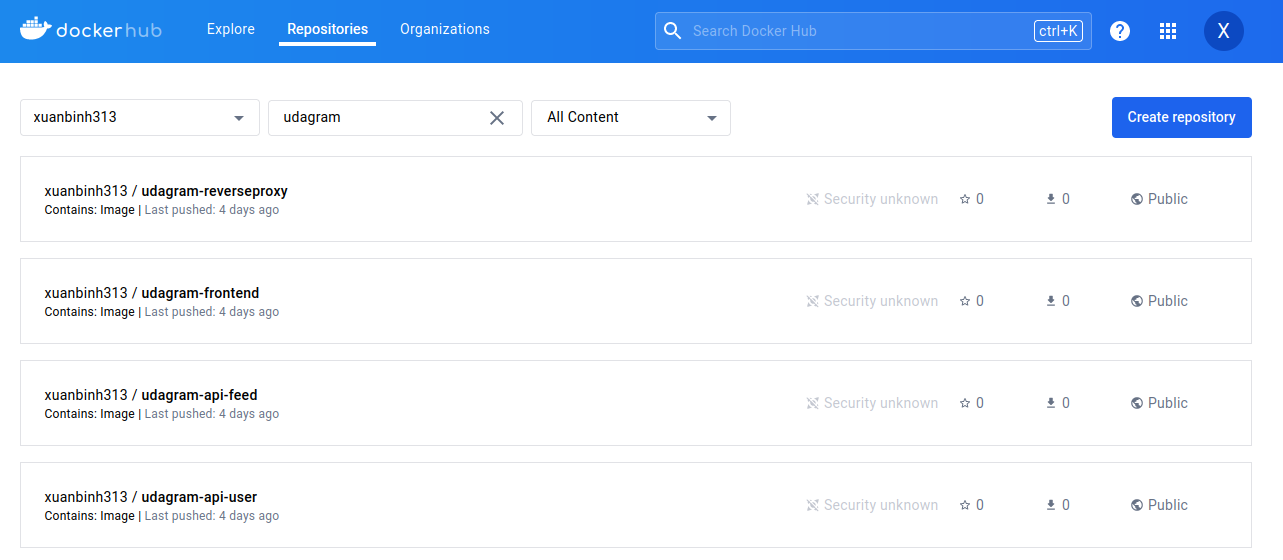 dockerhub Explore Repositories Organizations Search Docker Hub ctrl+K ? X
xuanbinh313 udagram All Content Create repository
xuanbinh313 / udagram-reverseproxy
Contains: Image | Last pushed: 4 days ago
Security unknown 0 0 Public
xuanbinh313 / udagram-frontend
Contains: Image | Last pushed: 4 days ago
Security unknown 0 0 Public
xuanbinh313 / udagram-api-feed
Contains: Image | Last pushed: 4 days ago
Security unknown 0 0 Public
xuanbinh313 / udagram-api-user
Contains: Image | Last pushed: 4 days ago
Security unknown 0 0 Public